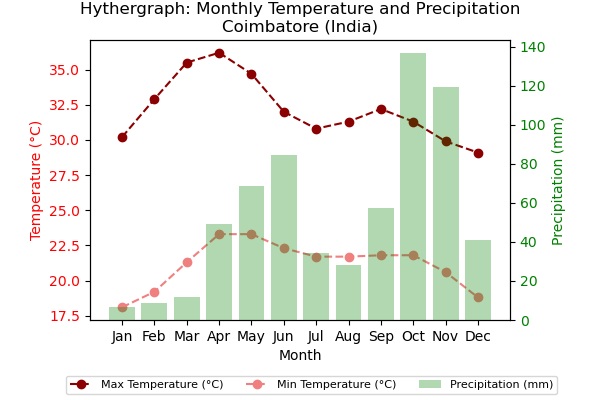 Hythergraph: Monthly Temperature and Precipitation
Coimbatore (India)
35.0
32.5
30.0
27.5
25.0
22.5
20.0
17.5
Temperature (°C)
140
120
100
80
60
40
20
0
Precipitation (mm)
Jan Feb Mar Apr May Jun Jul Aug Sep Oct Nov Dec
Month
Max Temperature (°C) Min Temperature (°C) Precipitation (mm)